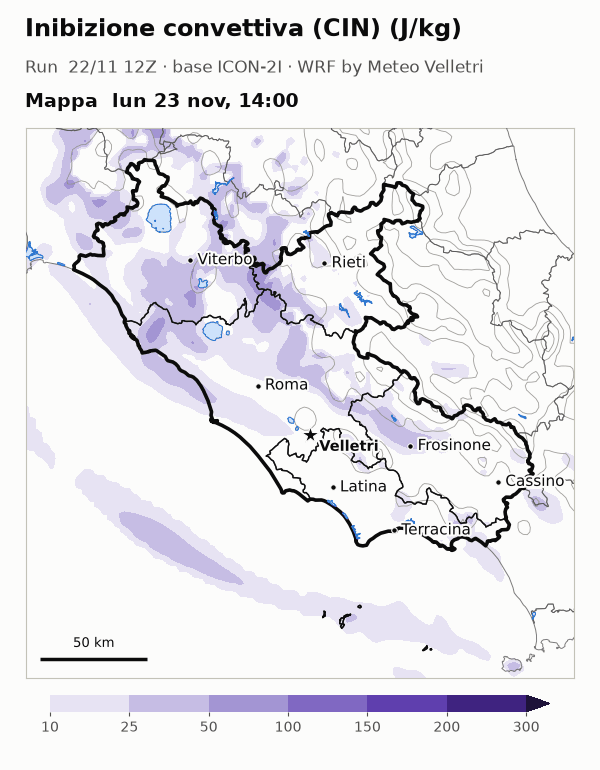 Inibizione convettiva (CIN) (J/kg)
Run  22/11 12Z · base ICON-2I · WRF by Meteo Velletri
Mappa  lun 23 nov, 14:00
Viterbo
Rieti
Roma
Velletri
Frosinone
Latina
Cassino
Terracina
50 km
10 25 50 100 150 200 300